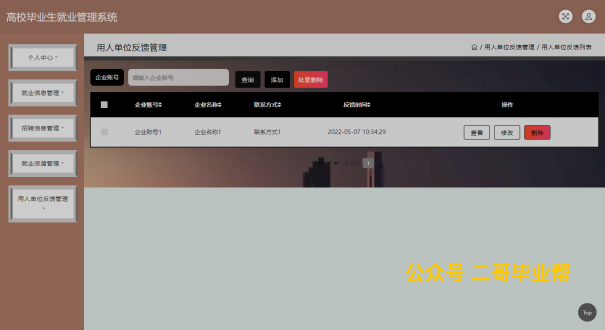 高校毕业生就业管理系统
个人中心
用人单位反馈管理
/ 用人单位反馈管理 / 用人单位反馈列表
就业信息管理
企业账号 请输入企业账号 查询 添加 批量删除
企业账号 企业名称 联系方式 反馈时间 操作
招聘信息管理
企业账号1 企业名称1 联系方式1 2022-05-07 10:34:29 查看 修改 删除
就业派遣管理
1
用人单位反馈管理
公众号 二哥毕业帮
Top